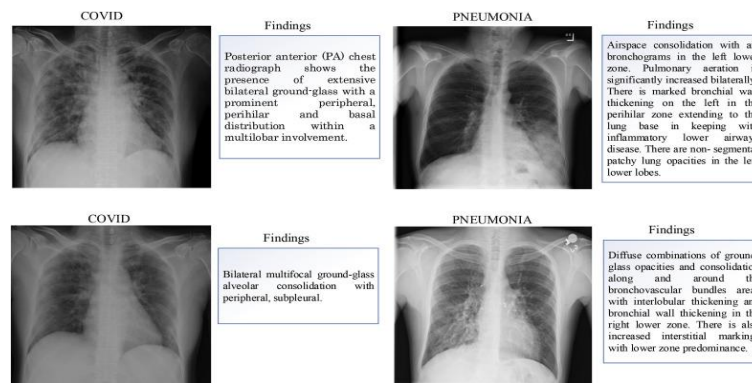 COVID
Findings
Posterior anterior (PA) chest
radiograph shows the
presence of extensive
bilateral ground-glass with a
prominent peripheral,
perihilar and basal
distribution within a
multilobar involvement.
PNEUMONIA
Findings
Airspace consolidation with a
bronchograms in the left lowe
zone. Pulmonary aeration i
significantly increased bilaterally
There is marked bronchial wal
thickening on the left in th
perihilar zone extending to th
lung base in keeping wit
inflammatory lower airway
disease. There are non- segmenta
patchy lung opacities in the le
lower lobes.
COVID
Findings
Bilateral multifocal ground-glass
alveolar consolidation with
peripheral, subpleural.
PNEUMONIA
Findings
Diffuse combinations of groun
glass opacities and consolidatio
along and around th
bronchovascular bundles area
with interlobular thickening an
bronchial wall thickening in th
right lower zone. There is als
increased interstitial marking
with lower zone predominance.